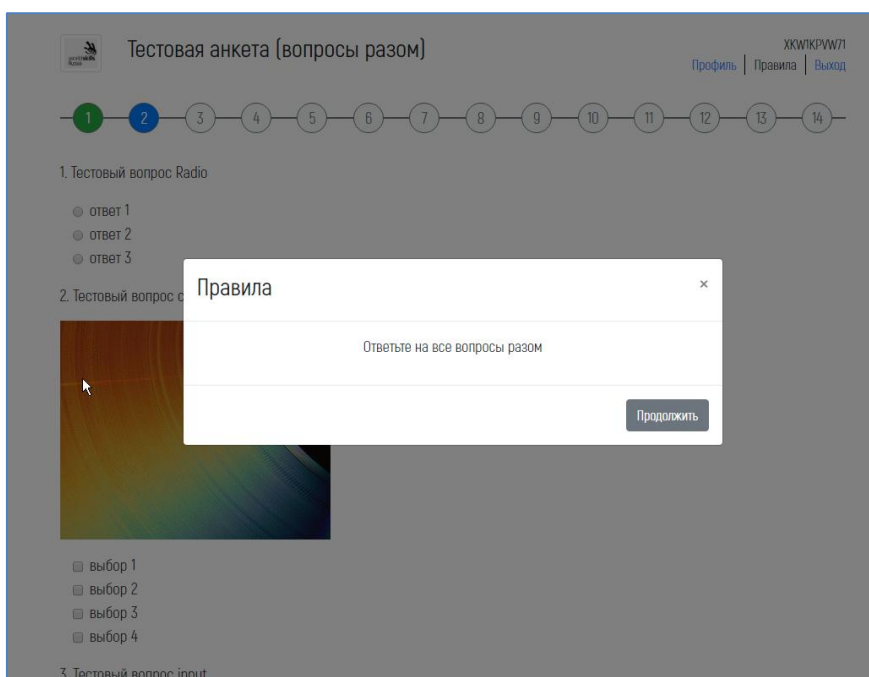 worldskills
Russia
Тестовая анкета (вопросы разом)
XKW1KPVW71
Профиль | Правила | Выход
1 2 3 4 5 6 7 8 9 10 11 12 13 14
1. Тестовый вопрос Radio
ответ 1
ответ 2
ответ 3
2. Тестовый вопрос c
Правила ×
Ответьте на все вопросы разом
Продолжить
выбор 1
выбор 2
выбор 3
выбор 4
3. Тестовый вопрос input